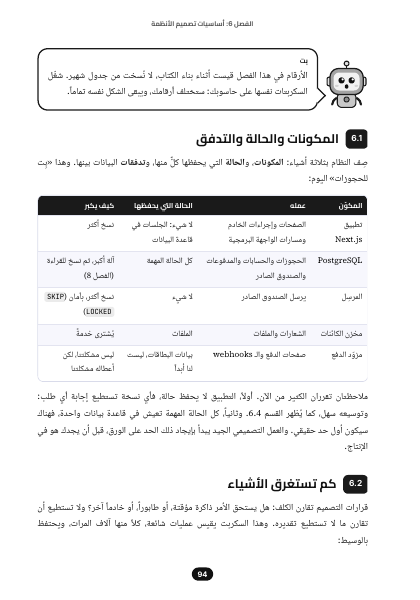 الفصل 6: أساسيات تصميم الأنظمة
بِت
الأرقام في هذا الفصل قيست أثناء بناء الكتاب، لا نُسخت من جدول شهير. شغّل
السكربتات نفسها على حاسوبك: ستختلف أرقامك، ويبقى الشكل نفسه تماماً.
6.1 المكونات والحالة والتدفق
صِف النظام بثلاثة أشياء: المكونات، والحالة التي يحفظها كلٌّ منها، وتدفقات البيانات بينها. وهذا «بِت
للحجوزات» اليوم:
المكوّن عمله الحالة التي يحفظها كيف يكبر
تطبيق الصفحات وإجراءات الخادم لا شيء: الجلسات في نسخ أكثر
Next.js ومسارات الواجهة البرمجية قاعدة البيانات
PostgreSQL الحجوزات والحسابات والمدفوعات كل الحالة المهمة آلة أكبر، ثم نسخ للقراءة
والصندوق الصادر (الفصل 8)
المرسِل يرسل الصندوق الصادر لا شيء نسخ أكثر، بأمان (SKIP
LOCKED)
مخزن الكائنات الشعارات والملفات الملفات يُشترى خدمةً
مزوّد الدفع صفحات الدفع والـ webhooks بيانات البطاقات، ليست ليس مشكلتنا، لكن
لنا أبداً أعطاله مشكلتنا
ملاحظتان تقرران الكثير من الآن. أولاً، التطبيق لا يحفظ حالة، فأي نسخة تستطيع إجابة أي طلب:
وتوسيعه سهل، كما يُظهر القسم 6.4. وثانياً، كل الحالة المهمة تعيش في قاعدة بيانات واحدة، فهناك
سيكون أول حد حقيقي. والعمل التصميمي الجيد يبدأ بإيجاد ذلك الحد على الورق، قبل أن يجدك هو في
الإنتاج.
6.2 كم تستغرق الأشياء
قرارات التصميم تقارن الكلف: هل يستحق الأمر ذاكرة مؤقتة، أو طابوراً، أو خادماً آخر؟ ولا تستطيع أن
تقارن ما لا تستطيع تقديره. وهذا السكربت يقيس عمليات شائعة، كلاً منها آلاف المرات، ويحتفظ
بالوسيط:
94